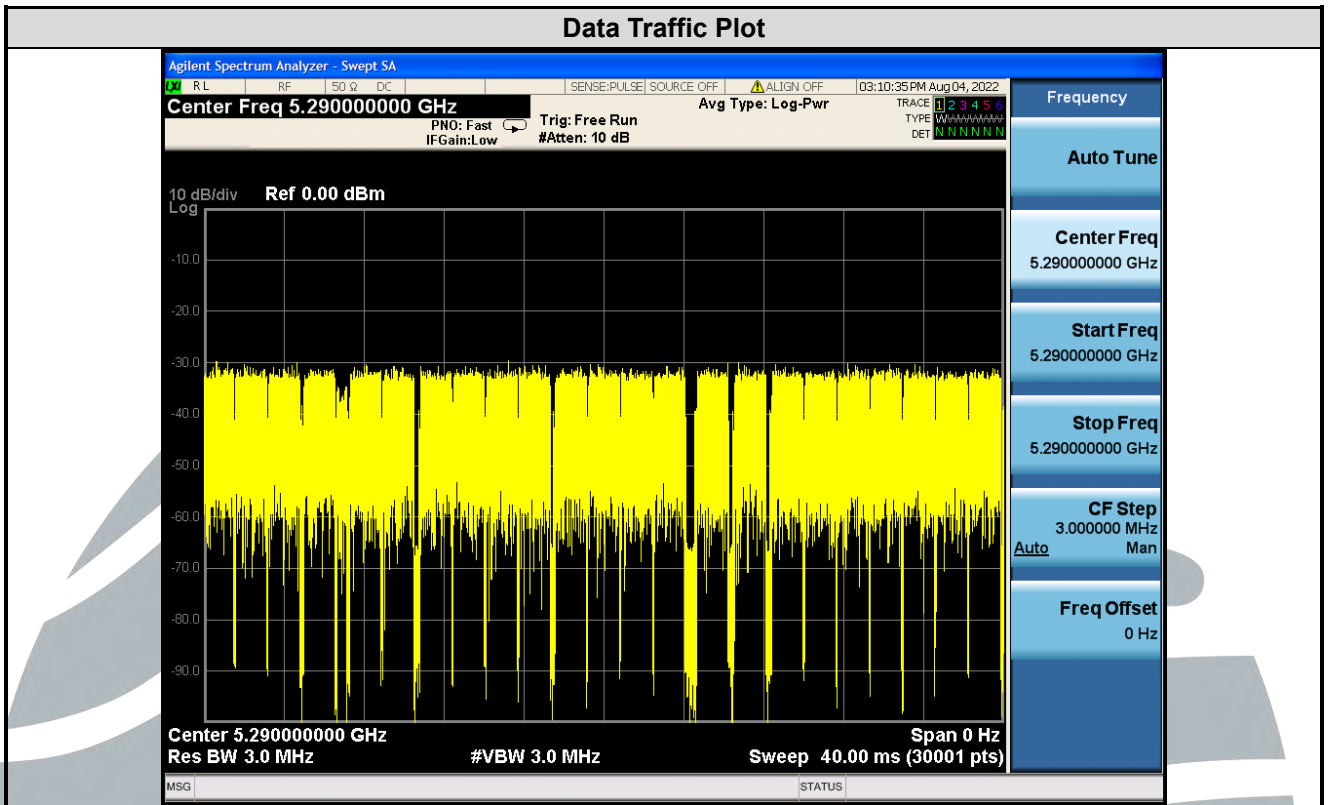 Data Traffic Plot
Agilent Spectrum Analyzer - Swept SA
LXI RL RF 50 Ω DC SENSE:PULSE SOURCE OFF ALIGN OFF 03:10:35 PM Aug 04, 2022
Center Freq 5.290000000 GHz
PNO: Fast
IFGain:Low
Trig: Free Run
#Atten: 10 dB
Avg Type: Log-Pwr
TRACE 1 2 3 4 5 6
TYPE WWWWWW
DET N N N N N N
10 dB/div Ref 0.00 dBm
Log
-10.0
-20.0
-30.0
-40.0
-50.0
-60.0
-70.0
-80.0
-90.0
Center 5.290000000 GHz Span 0 Hz
Res BW 3.0 MHz #VBW 3.0 MHz Sweep 40.00 ms (30001 pts)
MSG STATUS
Frequency
Auto Tune
Center Freq
5.290000000 GHz
Start Freq
5.290000000 GHz
Stop Freq
5.290000000 GHz
CF Step
3.000000 MHz
Auto Man
Freq Offset
0 Hz